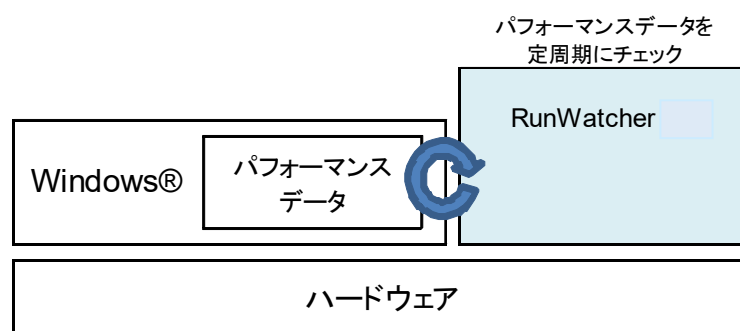 パフォーマンスデータを
定周期にチェック
RunWatcher
Windows®
パフォーマンス
データ
ハードウェア